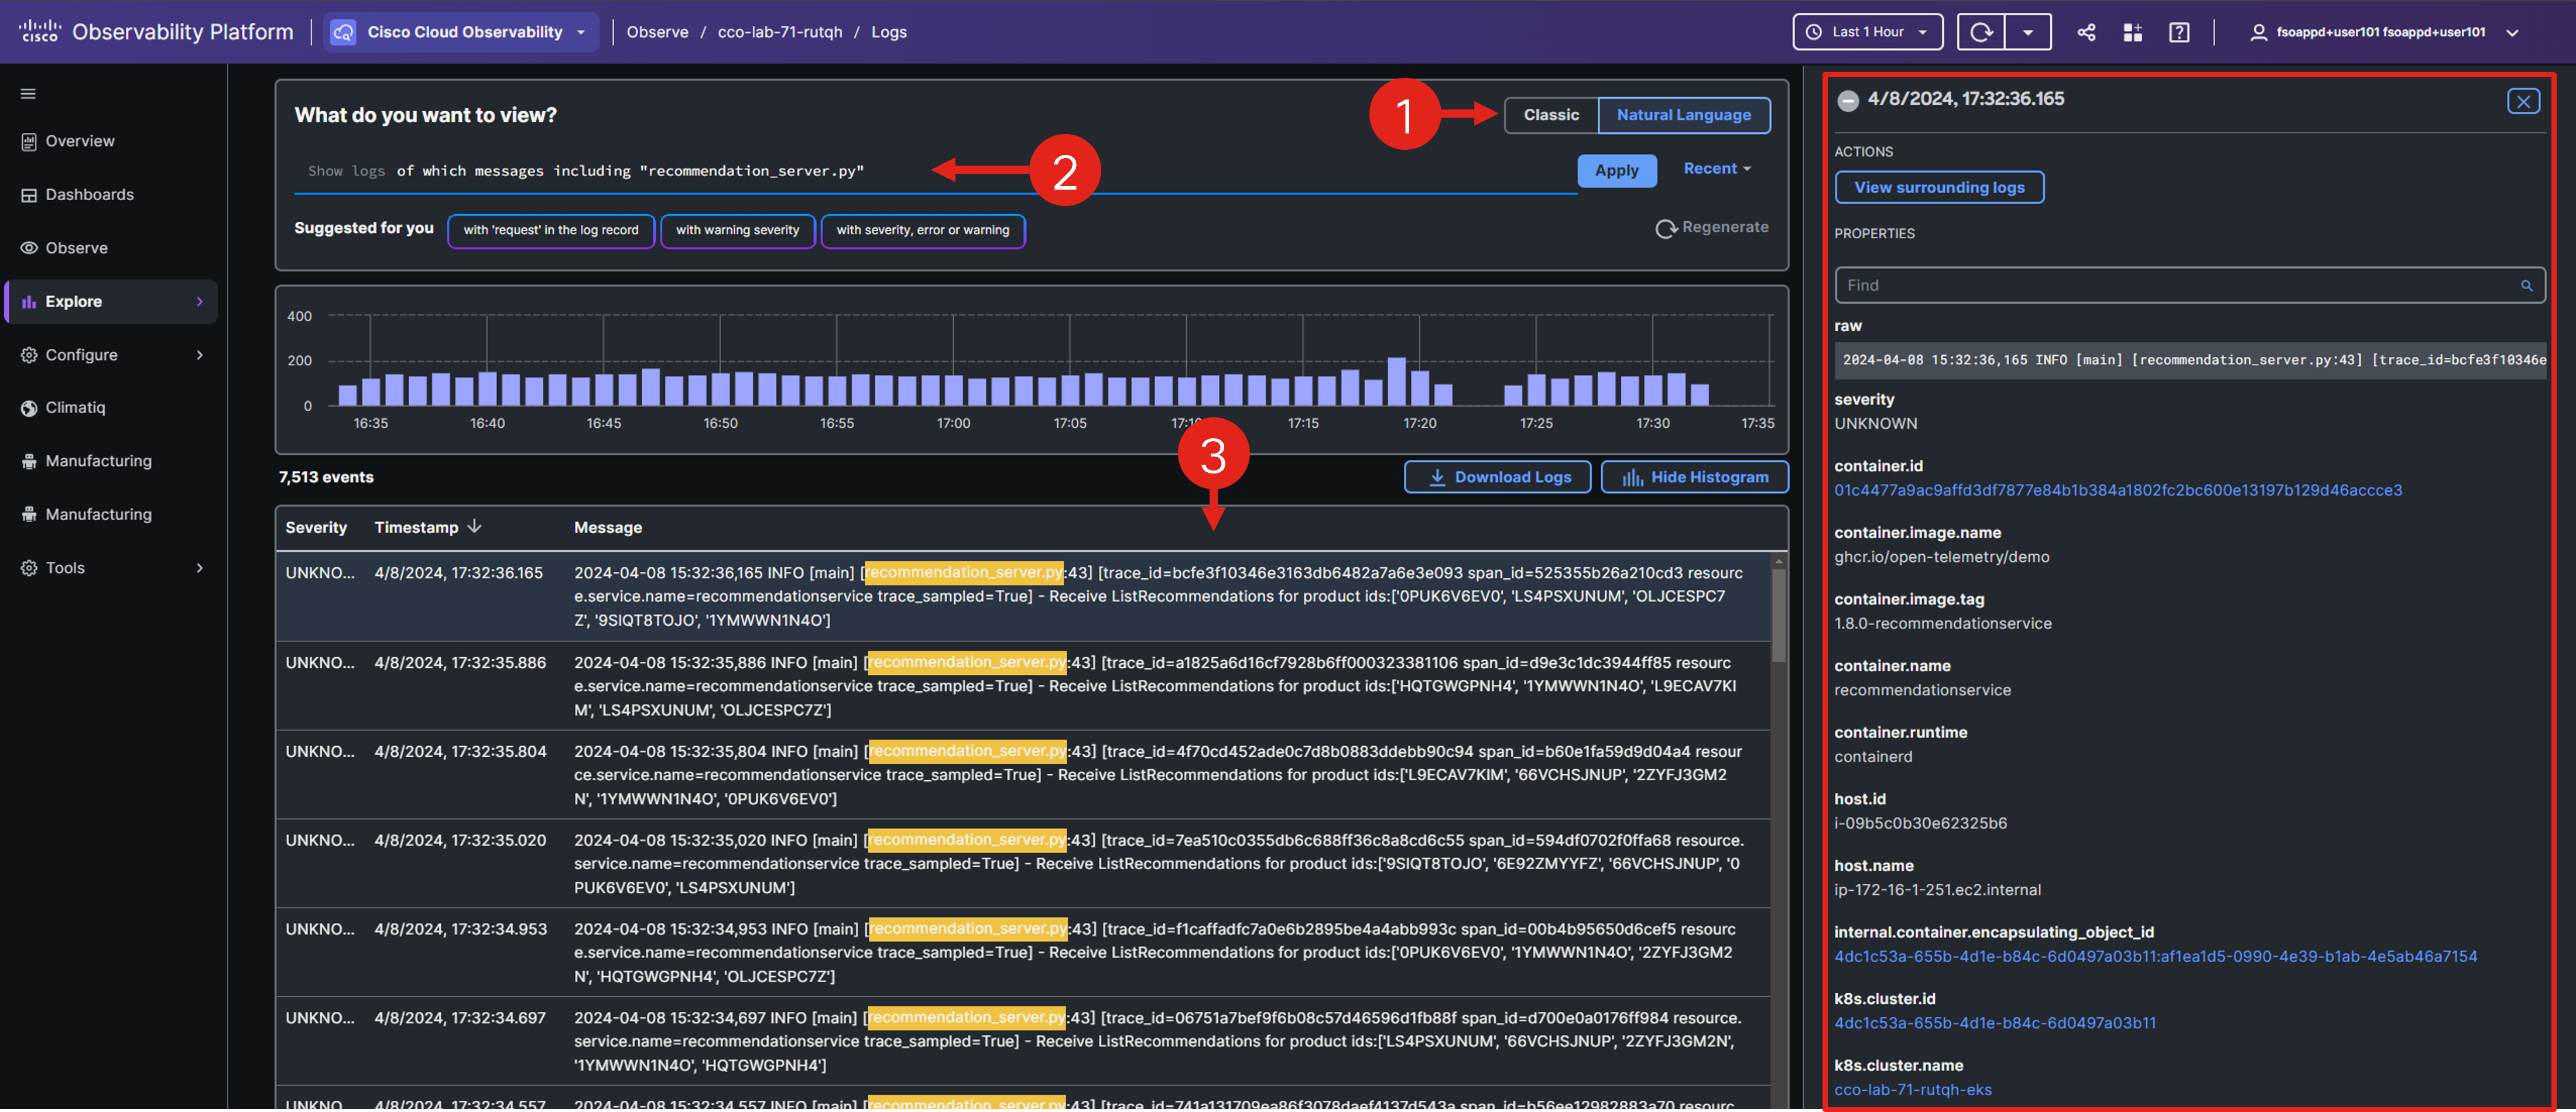 cisco Observability Platform Cisco Cloud Observability Observe / cco-lab-71-rutqh / Logs Last 1 Hour fsoappd+user101 fsoappd+user101
Overview
Dashboards
Observe
Explore
Configure
Climatiq
Manufacturing
Manufacturing
Tools
What do you want to view?
1
Classic Natural Language
Show logs of which messages including "recommendation_server.py"
2
Apply Recent
Suggested for you with 'request' in the log record with warning severity with severity, error or warning Regenerate
400
200
0
16:35 16:40 16:45 16:50 16:55 17:00 17:05 17:10 17:15 17:20 17:25 17:30 17:35
3
7,513 events Download Logs Hide Histogram
Severity Timestamp Message
UNKNO... 4/8/2024, 17:32:36.165 2024-04-08 15:32:36,165 INFO [main] [recommendation_server.py:43] [trace_id=bcfe3f10346e3163db6482a7a6e3e093 span_id=525355b26a210cd3 resourc
e.service.name=recommendationservice trace_sampled=True] - Receive ListRecommendations for product ids:['0PUK6V6EV0', 'LS4PSXUNUM', 'OLJCESPC7
Z', '9SIQT8TOJO', '1YMWWN1N4O']
UNKNO... 4/8/2024, 17:32:35.886 2024-04-08 15:32:35,886 INFO [main] [recommendation_server.py:43] [trace_id=a1825a6d16cf7928b6ff000323381106 span_id=d9e3c1dc3944ff85 resourc
e.service.name=recommendationservice trace_sampled=True] - Receive ListRecommendations for product ids:['HQTGWGPNH4', '1YMWWN1N4O', 'L9ECAV7KI
M', 'LS4PSXUNUM', 'OLJCESPC7Z']
UNKNO... 4/8/2024, 17:32:35.804 2024-04-08 15:32:35,804 INFO [main] [recommendation_server.py:43] [trace_id=4f70cd452ade0c7d8b0883ddebb90c94 span_id=b60e1fa59d9d04a4 resour
ce.service.name=recommendationservice trace_sampled=True] - Receive ListRecommendations for product ids:['L9ECAV7KIM', '66VCHSJNUP', '2ZYFJ3GM2
N', '1YMWWN1N4O', '0PUK6V6EV0']
UNKNO... 4/8/2024, 17:32:35.020 2024-04-08 15:32:35,020 INFO [main] [recommendation_server.py:43] [trace_id=7ea510c0355db6c688ff36c8a8cd6c55 span_id=594df0702f0ffa68 resource.
service.name=recommendationservice trace_sampled=True] - Receive ListRecommendations for product ids:['9SIQT8TOJO', '6E92ZMYYFZ', '66VCHSJNUP', '0
PUK6V6EV0', 'LS4PSXUNUM']
UNKNO... 4/8/2024, 17:32:34.953 2024-04-08 15:32:34,953 INFO [main] [recommendation_server.py:43] [trace_id=f1caffadfc7a0e6b2895be4a4abb993c span_id=00b4b95650d6cef5 resourc
e.service.name=recommendationservice trace_sampled=True] - Receive ListRecommendations for product ids:['0PUK6V6EV0', '1YMWWN1N4O', '2ZYFJ3GM2
N', 'HQTGWGPNH4', 'OLJCESPC7Z']
UNKNO... 4/8/2024, 17:32:34.697 2024-04-08 15:32:34,697 INFO [main] [recommendation_server.py:43] [trace_id=06751a7bef9f6b08c57d46596d1fb88f span_id=d700e0a0176ff984 resource.
service.name=recommendationservice trace_sampled=True] - Receive ListRecommendations for product ids:['LS4PSXUNUM', '66VCHSJNUP', '2ZYFJ3GM2N',
'1YMWWN1N4O', 'HQTGWGPNH4']
UNKNO... 4/8/2024, 17:32:34.557 2024-04-08 15:32:34,557 INFO [main] [recommendation_server.py:43] [trace_id=741a131709ea86f3078daef4137d543a span_id=b56ee12982883a70 resourc
4/8/2024, 17:32:36.165
ACTIONS
View surrounding logs
PROPERTIES
Find
raw
2024-04-08 15:32:36,165 INFO [main] [recommendation_server.py:43] [trace_id=bcfe3f10346e
severity
UNKNOWN
container.id
01c4477a9ac9affd3df7877e84b1b384a1802fc2bc600e13197b129d46accce3
container.image.name
ghcr.io/open-telemetry/demo
container.image.tag
1.8.0-recommendationservice
container.name
recommendationservice
container.runtime
containerd
host.id
i-09b5c0b30e62325b6
host.name
ip-172-16-1-251.ec2.internal
internal.container.encapsulating_object_id
4dc1c53a-655b-4d1e-b84c-6d0497a03b11:af1ea1d5-0990-4e39-b1ab-4e5ab46a7154
k8s.cluster.id
4dc1c53a-655b-4d1e-b84c-6d0497a03b11
k8s.cluster.name
cco-lab-71-rutqh-eks